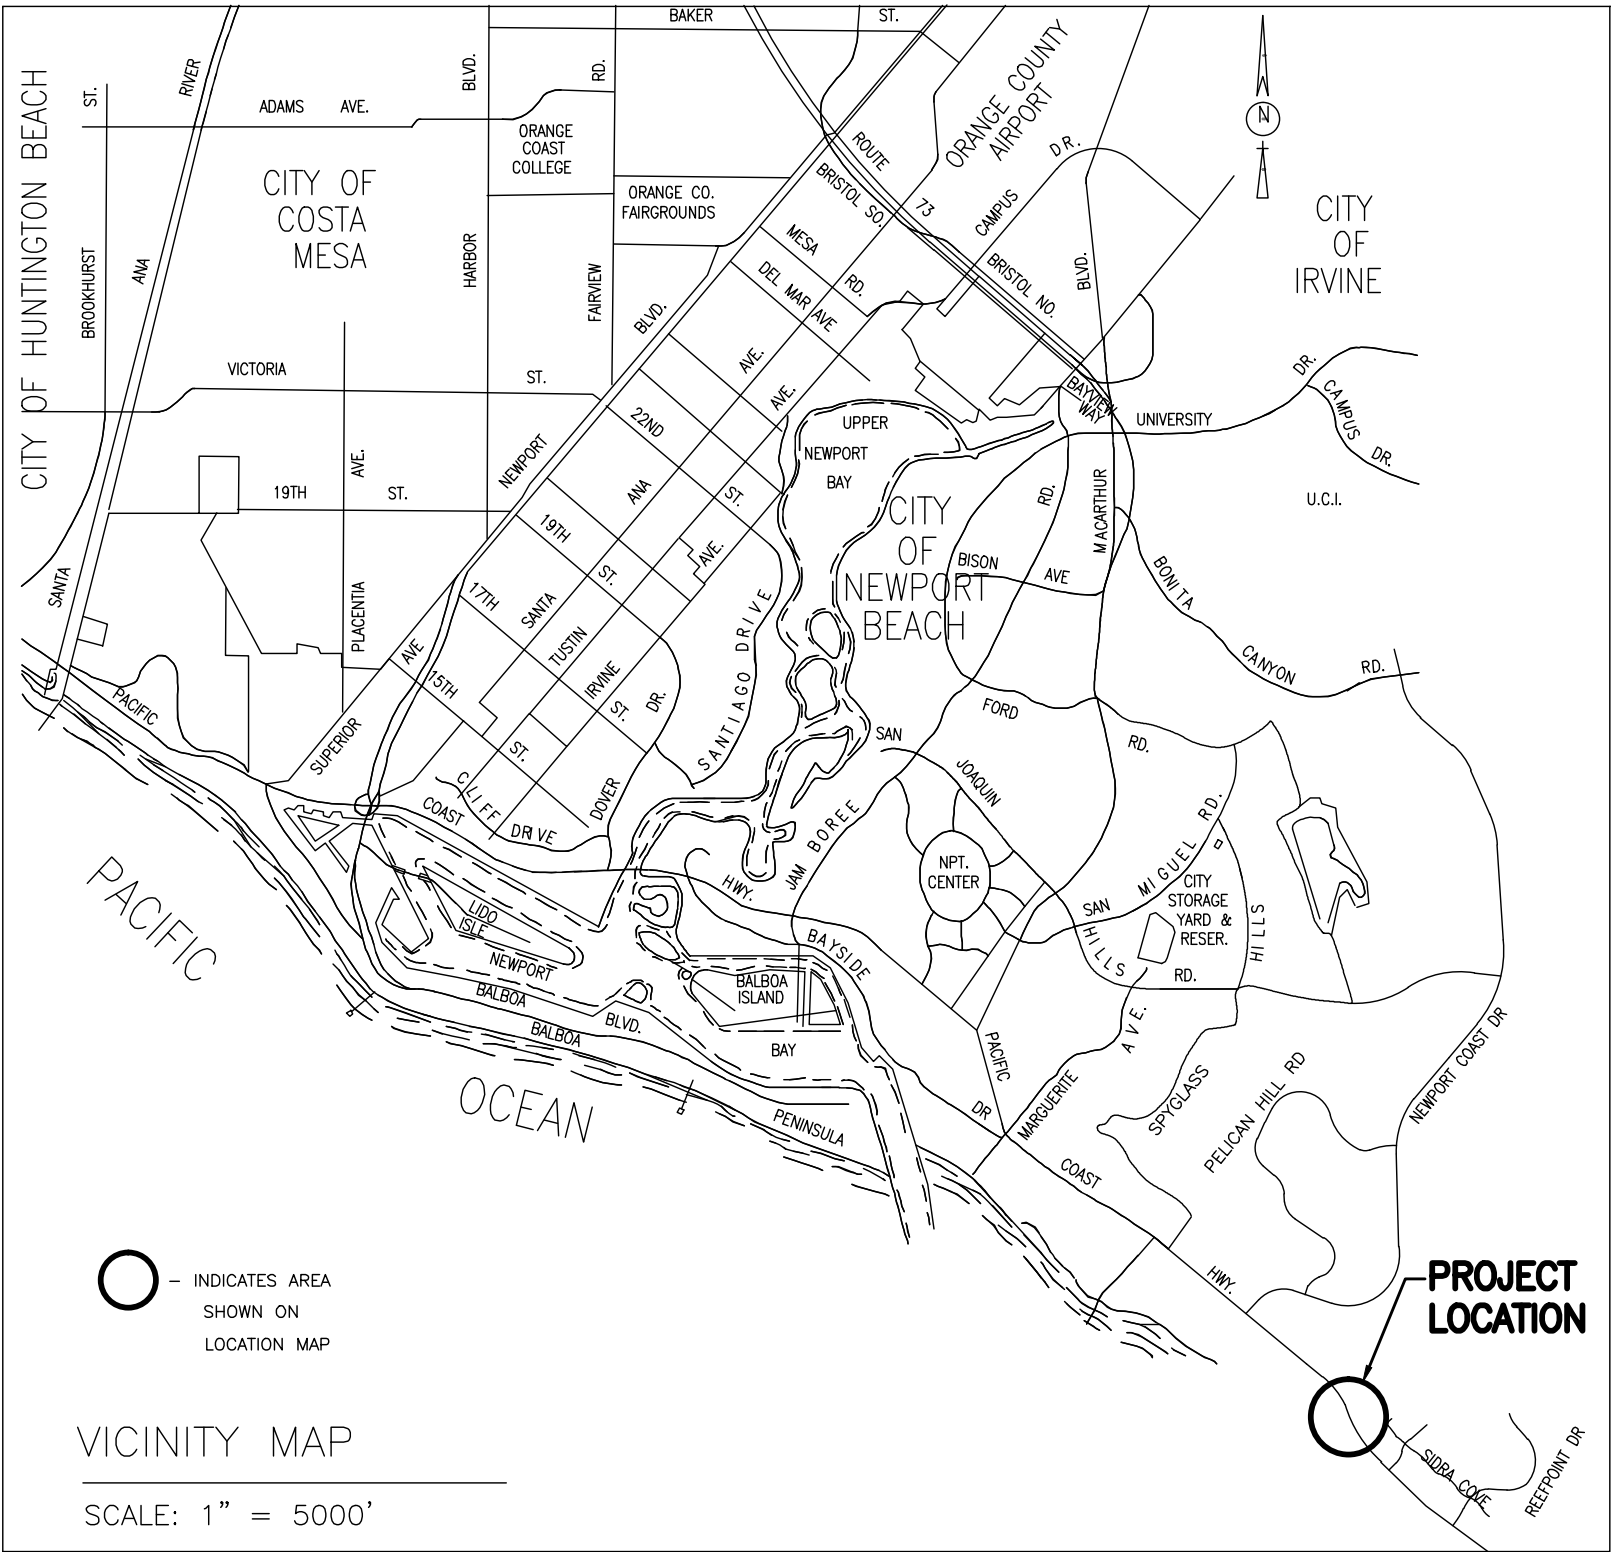 BAKER
ST.
CITY OF HUNTINGTON BEACH
ST.
BROOKHURST
RIVER
ANA
SANTA
ADAMS AVE.
BLVD.
HARBOR
RD.
FAIRVIEW
ORANGE
COAST
COLLEGE
ORANGE CO.
FAIRGROUNDS
CITY OF
COSTA
MESA
ORANGE COUNTY
AIRPORT
ROUTE
73
BRISTOL SO.
BRISTOL NO.
CAMPUS
DR.
BLVD.
MACARTHUR
N
CITY
OF
IRVINE
MESA
RD.
DEL MAR AVE
BLVD.
NEWPORT
AVE.
ANA
SANTA
AVE.
TUSTIN
AVE.
IRVINE
VICTORIA
ST.
22ND
ST.
19TH
ST.
AVE.
PLACENTIA
19TH
ST.
17TH
ST.
15TH
ST.
AVE
SUPERIOR
BAYVIEW
WAY
UNIVERSITY
DR.
CAMPUS
DR.
U.C.I.
UPPER
NEWPORT
BAY
CITY
OF
NEWPORT
BEACH
RD.
BISON
AVE
BONITA
CANYON
RD.
SANTIAGO DRIVE
DR.
DOVER
CLIFF
DRIVE
PACIFIC
COAST
HWY.
JAM BOREE
FORD
RD.
SAN
JOAQUIN
HILLS
RD.
SAN
MIGUEL
RD.
NPT.
CENTER
CITY
STORAGE
YARD &
RESER.
HILLS
LIDO
ISLE
NEWPORT
BALBOA
BLVD.
BALBOA
PENINSULA
BALBOA
ISLAND
BAY
BAYSIDE
DR
PACIFIC
COAST
HWY.
MARGUERITE
AVE.
SPYGLASS
PELICAN HILL RD
NEWPORT COAST DR
PACIFIC
OCEAN
PROJECT
LOCATION
SIDRA COVE
REEFPOINT DR
– INDICATES AREA
SHOWN ON
LOCATION MAP
VICINITY MAP
SCALE: 1" = 5000'